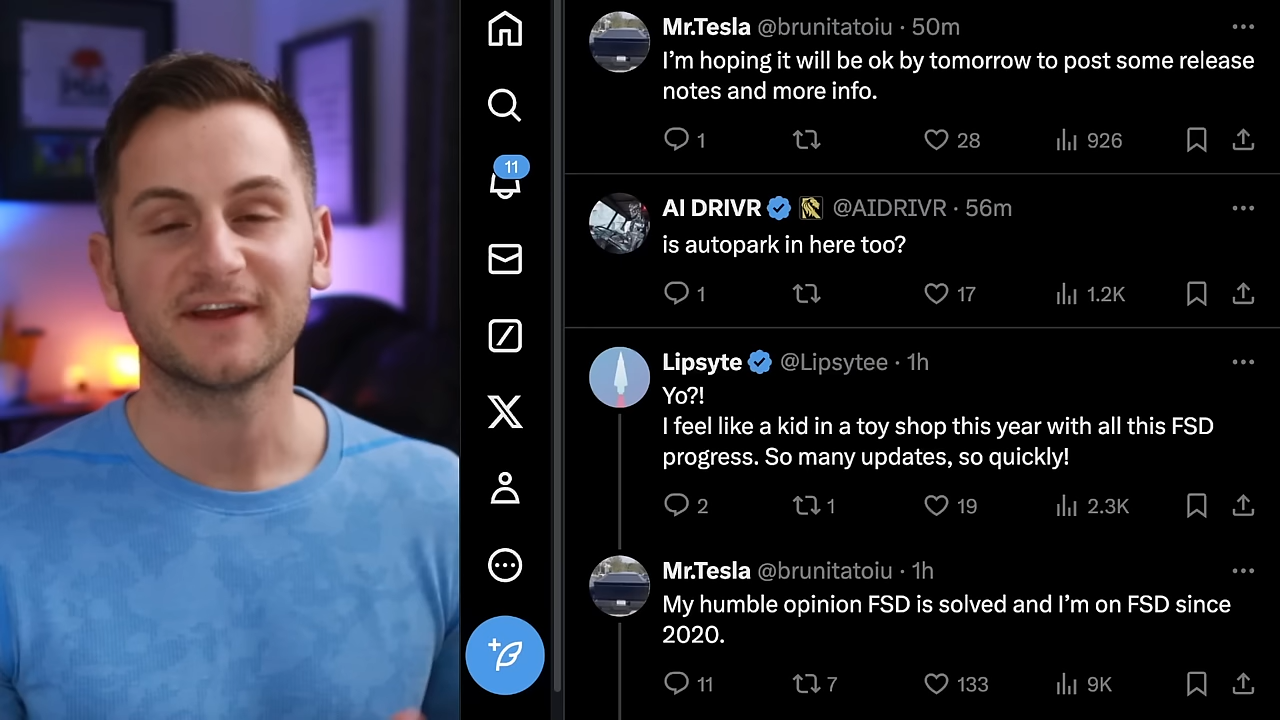 11
Mr.Tesla @brunitatoiu · 50m
I'm hoping it will be ok by tomorrow to post some release
notes and more info.
1 28 926
AI DRIVR @AIDRIVR · 56m
is autopark in here too?
1 17 1.2K
Lipsyte @Lipsytee · 1h
Yo?!
I feel like a kid in a toy shop this year with all this FSD
progress. So many updates, so quickly!
2 1 19 2.3K
Mr.Tesla @brunitatoiu · 1h
My humble opinion FSD is solved and I'm on FSD since
2020.
11 7 133 9K